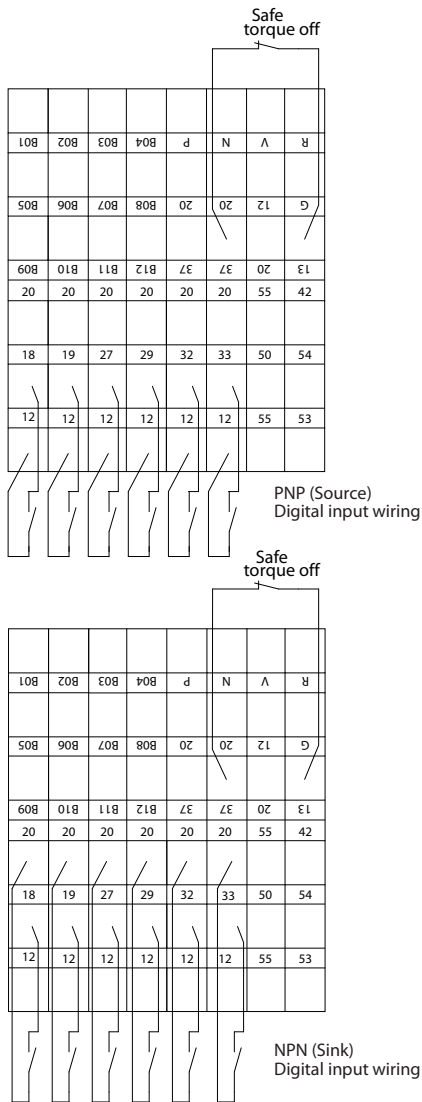 Safe
torque off
B01 B02 B03 B04 P N V R
B05 B06 B07 B08 20 20 12 G
B09 B10 B11 B12 37 37 20 13
20 20 20 20 20 20 55 42
18 19 27 29 32 33 50 54
12 12 12 12 12 12 55 53
PNP (Source)
Digital input wiring
Safe
torque off
B01 B02 B03 B04 P N V R
B05 B06 B07 B08 20 20 12 G
B09 B10 B11 B12 37 37 20 13
20 20 20 20 20 20 55 42
18 19 27 29 32 33 50 54
12 12 12 12 12 12 55 53
NPN (Sink)
Digital input wiring